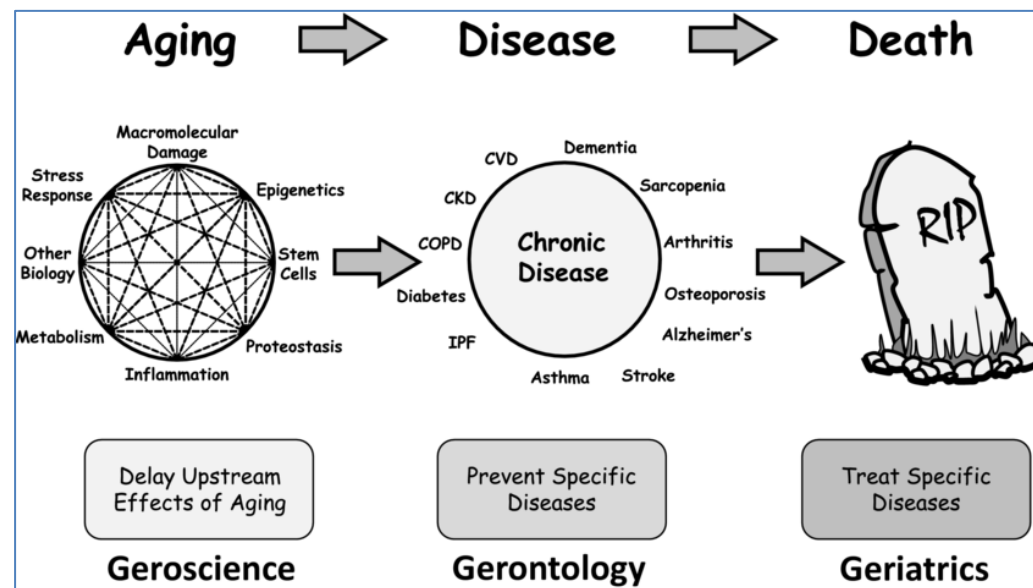 Aging
Disease
Death
Macromolecular
Damage
Stress
Response
Epigenetics
Other
Biology
Stem
Cells
Metabolism
Proteostasis
Inflammation
CVD
Dementia
CKD
Sarcopenia
COPD
Chronic
Disease
Arthritis
Diabetes
Osteoporosis
IPF
Alzheimer's
Asthma
Stroke
RIP
Delay Upstream
Effects of Aging
Prevent Specific
Diseases
Treat Specific
Diseases
Geroscience
Gerontology
Geriatrics